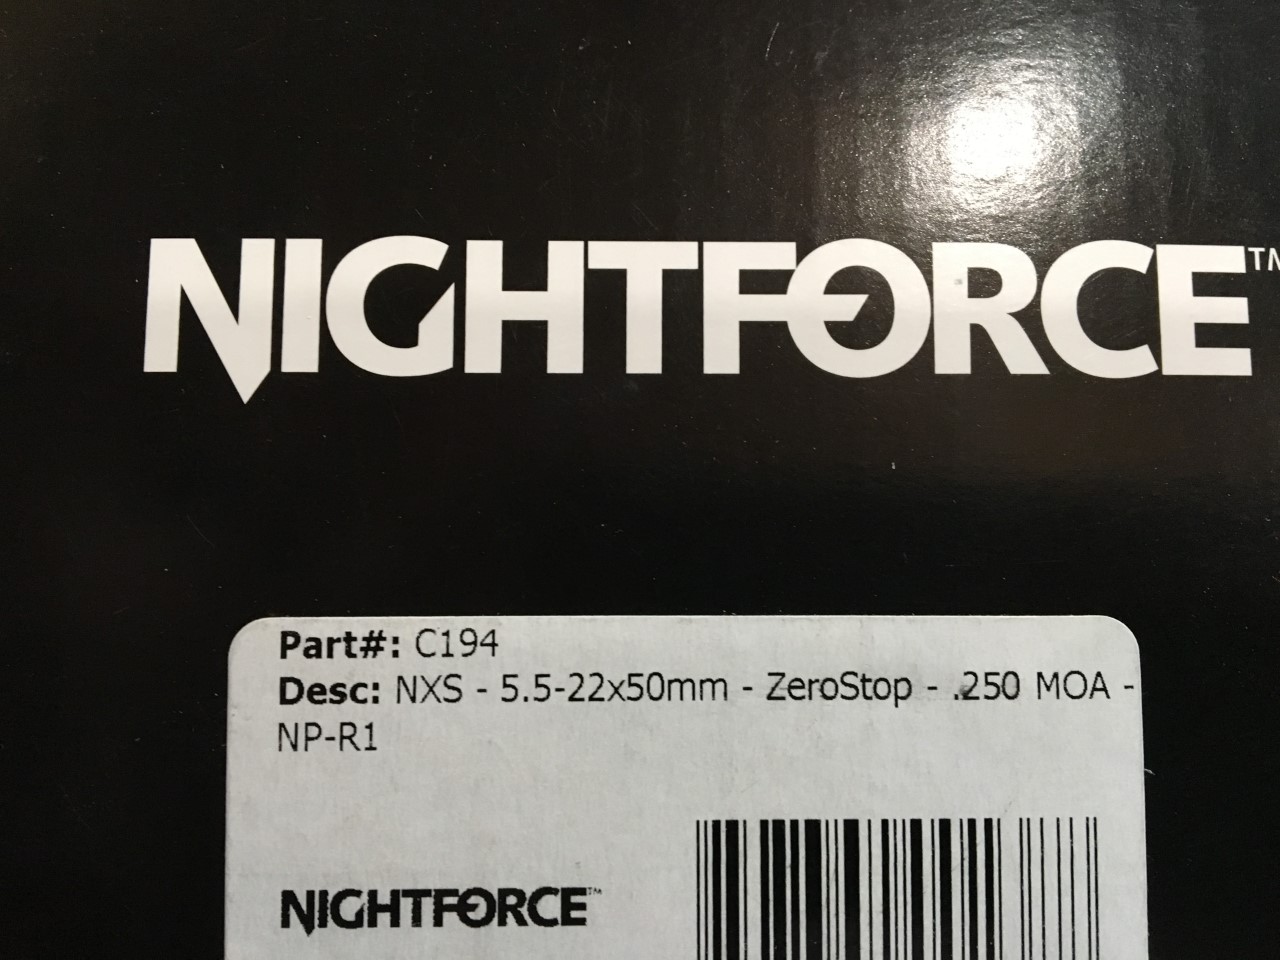 NIGHTFORCE™
Part#: C194
Desc: NXS - 5.5-22x50mm - ZeroStop - .250 MOA -
NP-R1
NIGHTFORCE™